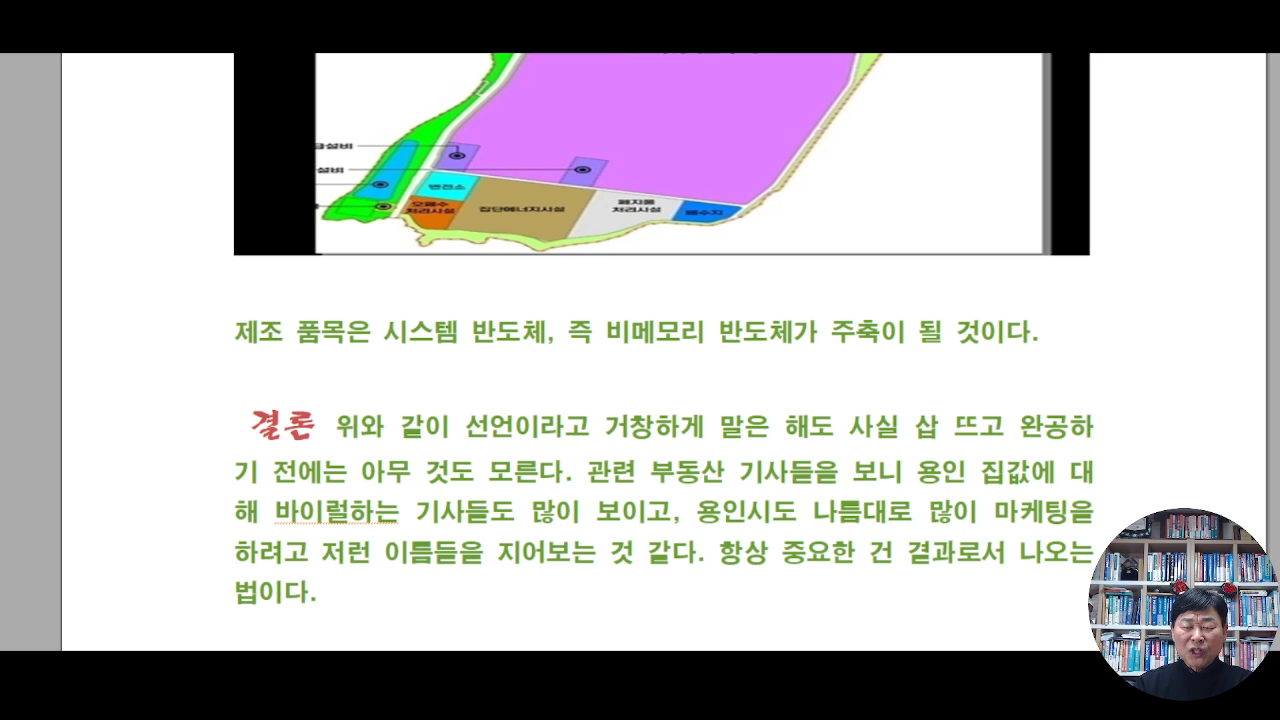 급설비
설비
변전소
오폐수
처리시설
집단에너지시설
폐기물
처리시설
배수지
제조 품목은 시스템 반도체, 즉 비메모리 반도체가 주축이 될 것이다.
결론 위와 같이 선언이라고 거창하게 말은 해도 사실 삽 뜨고 완공하
기 전에는 아무 것도 모른다. 관련 부동산 기사들을 보니 용인 집값에 대
해 바이럴하는 기사들도 많이 보이고, 용인시도 나름대로 많이 마케팅을
하려고 저런 이름들을 지어보는 것 같다. 항상 중요한 건 결과로서 나오는
법이다.